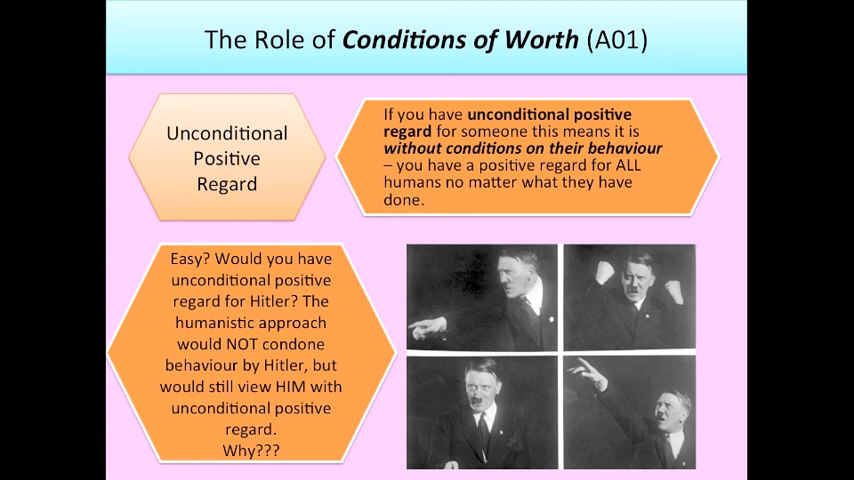 The Role of Conditions of Worth (A01)
Unconditional
Positive
Regard
If you have unconditional positive
regard for someone this means it is
without conditions on their behaviour
– you have a positive regard for ALL
humans no matter what they have
done.
Easy? Would you have
unconditional positive
regard for Hitler? The
humanistic approach
would NOT condone
behaviour by Hitler, but
would still view HIM with
unconditional positive
regard.
Why???